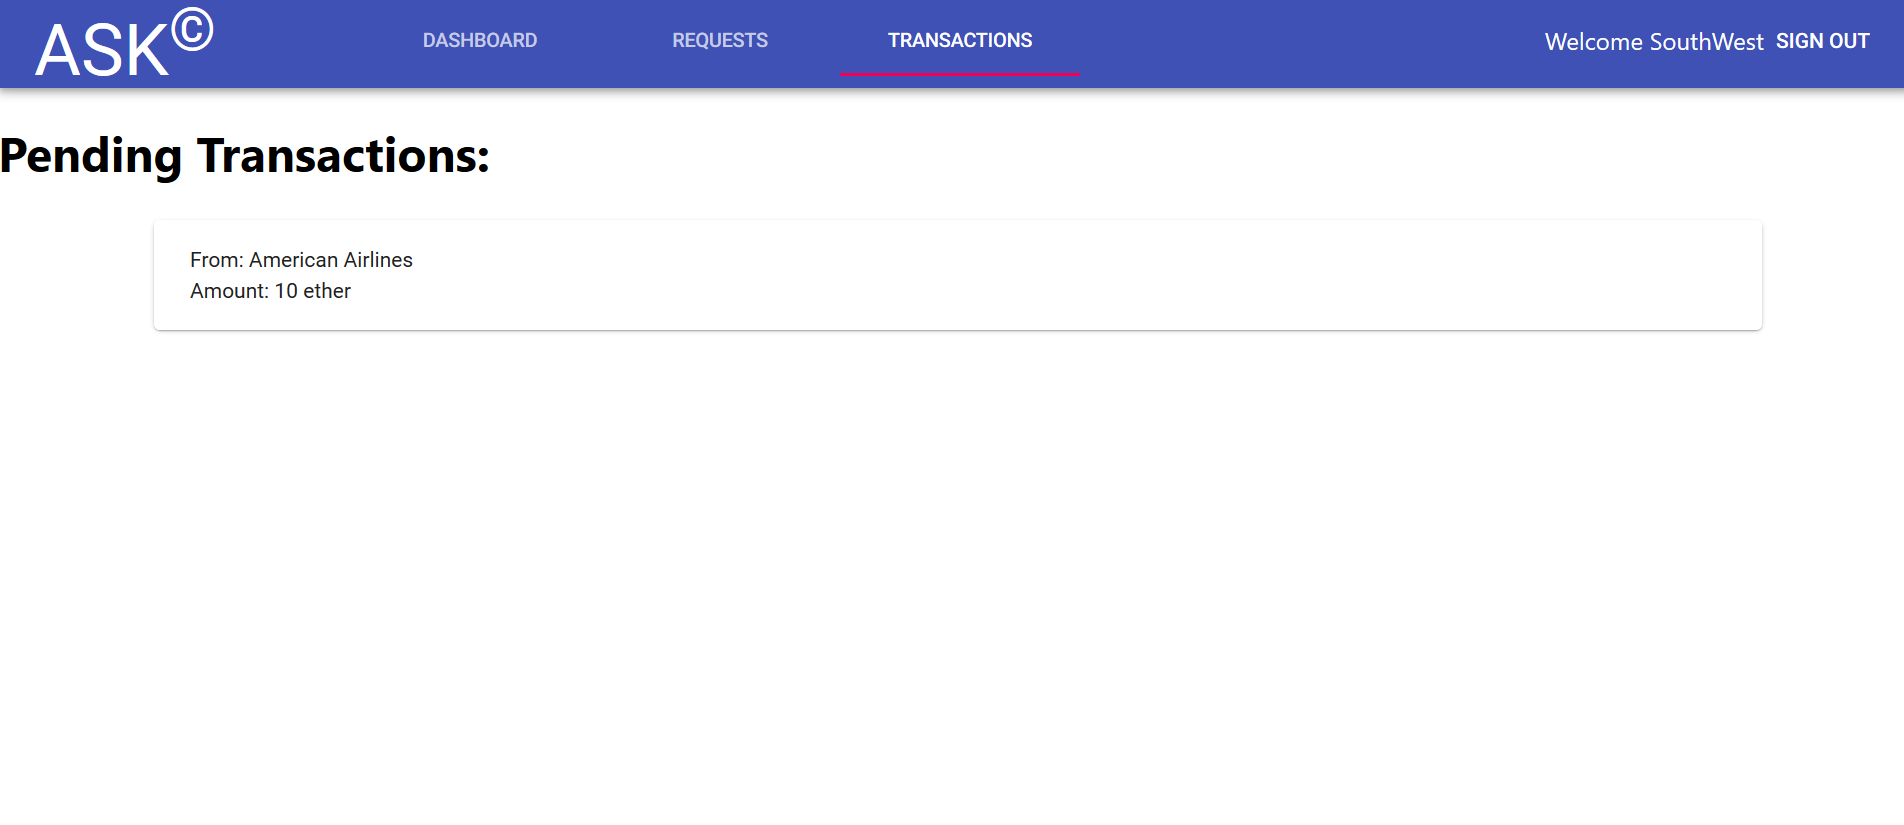 ASK©
DASHBOARD
REQUESTS
TRANSACTIONS
Welcome SouthWest
SIGN OUT
Pending Transactions:
From: American Airlines
Amount: 10 ether